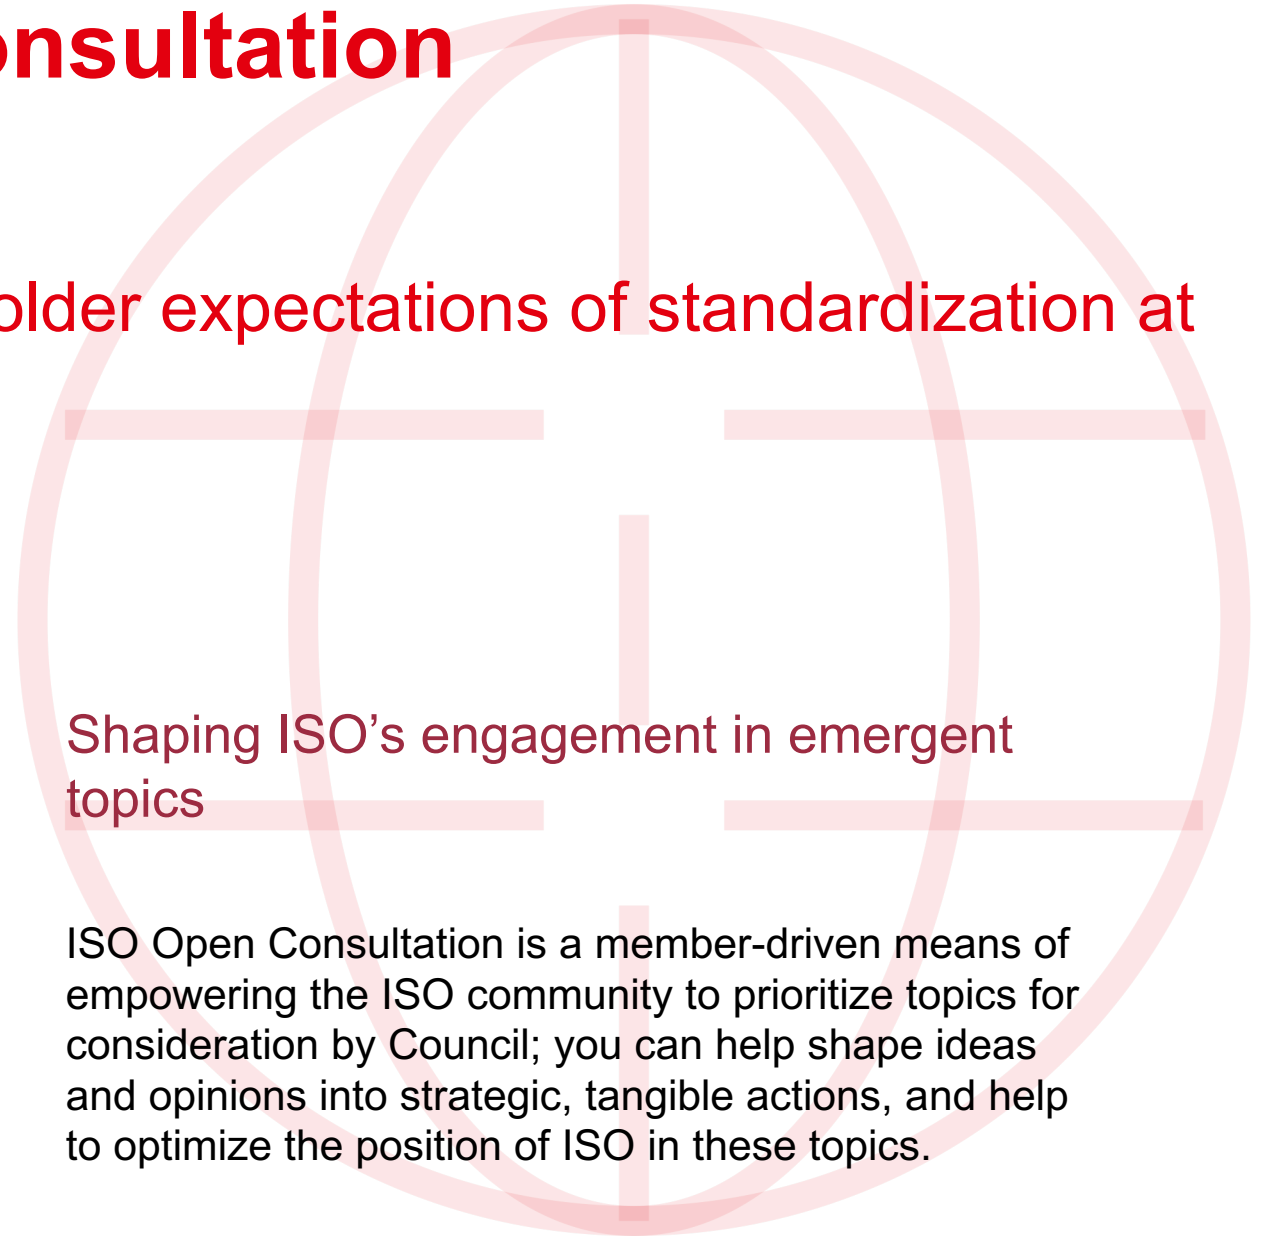 onsultation
older expectations of standardization at
Shaping ISO’s engagement in emergent
topics
ISO Open Consultation is a member-driven means of
empowering the ISO community to prioritize topics for
consideration by Council; you can help shape ideas
and opinions into strategic, tangible actions, and help
to optimize the position of ISO in these topics.